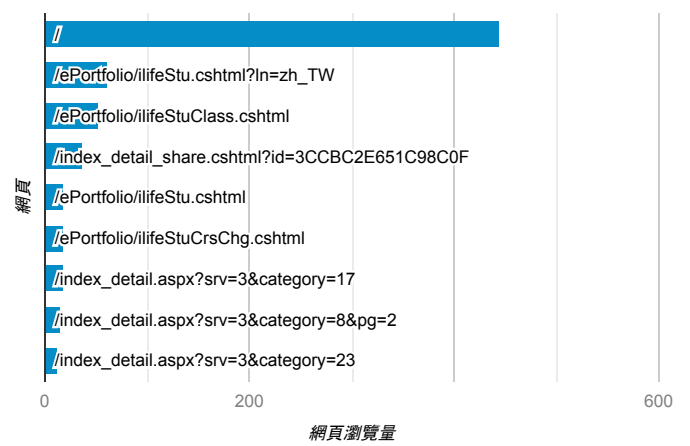 /
/ePortfolio/ilifeStu.cshtml?ln=zh_TW
/ePortfolio/ilifeStuClass.cshtml
/index_detail_share.cshtml?id=3CCBC2E651C98C0F
/ePortfolio/ilifeStu.cshtml
/ePortfolio/ilifeStuCrsChg.cshtml
/index_detail.aspx?srv=3&category=17
/index_detail.aspx?srv=3&category=8&pg=2
/index_detail.aspx?srv=3&category=23
網頁
0 200 600
網頁瀏覽量